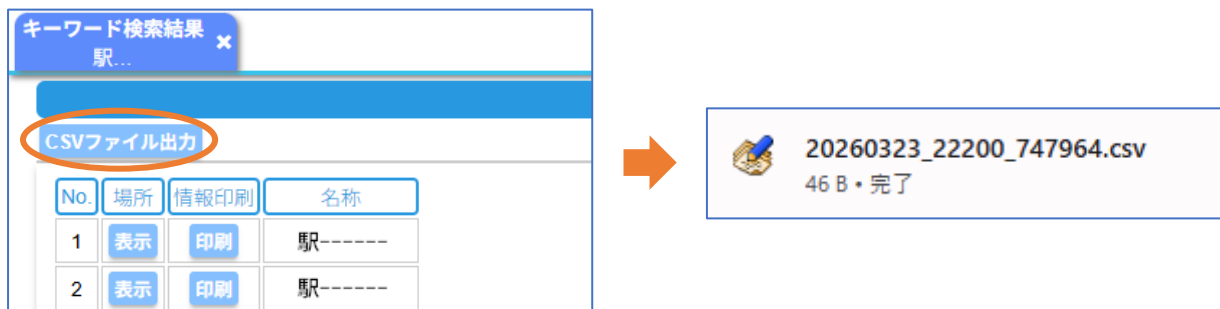 キーワード検索結果 ×
駅...
CSVファイル出力
No. 場所 情報印刷 名称
1 表示 印刷 駅------
2 表示 印刷 駅------
20260323_22200_747964.csv
46 B • 完了